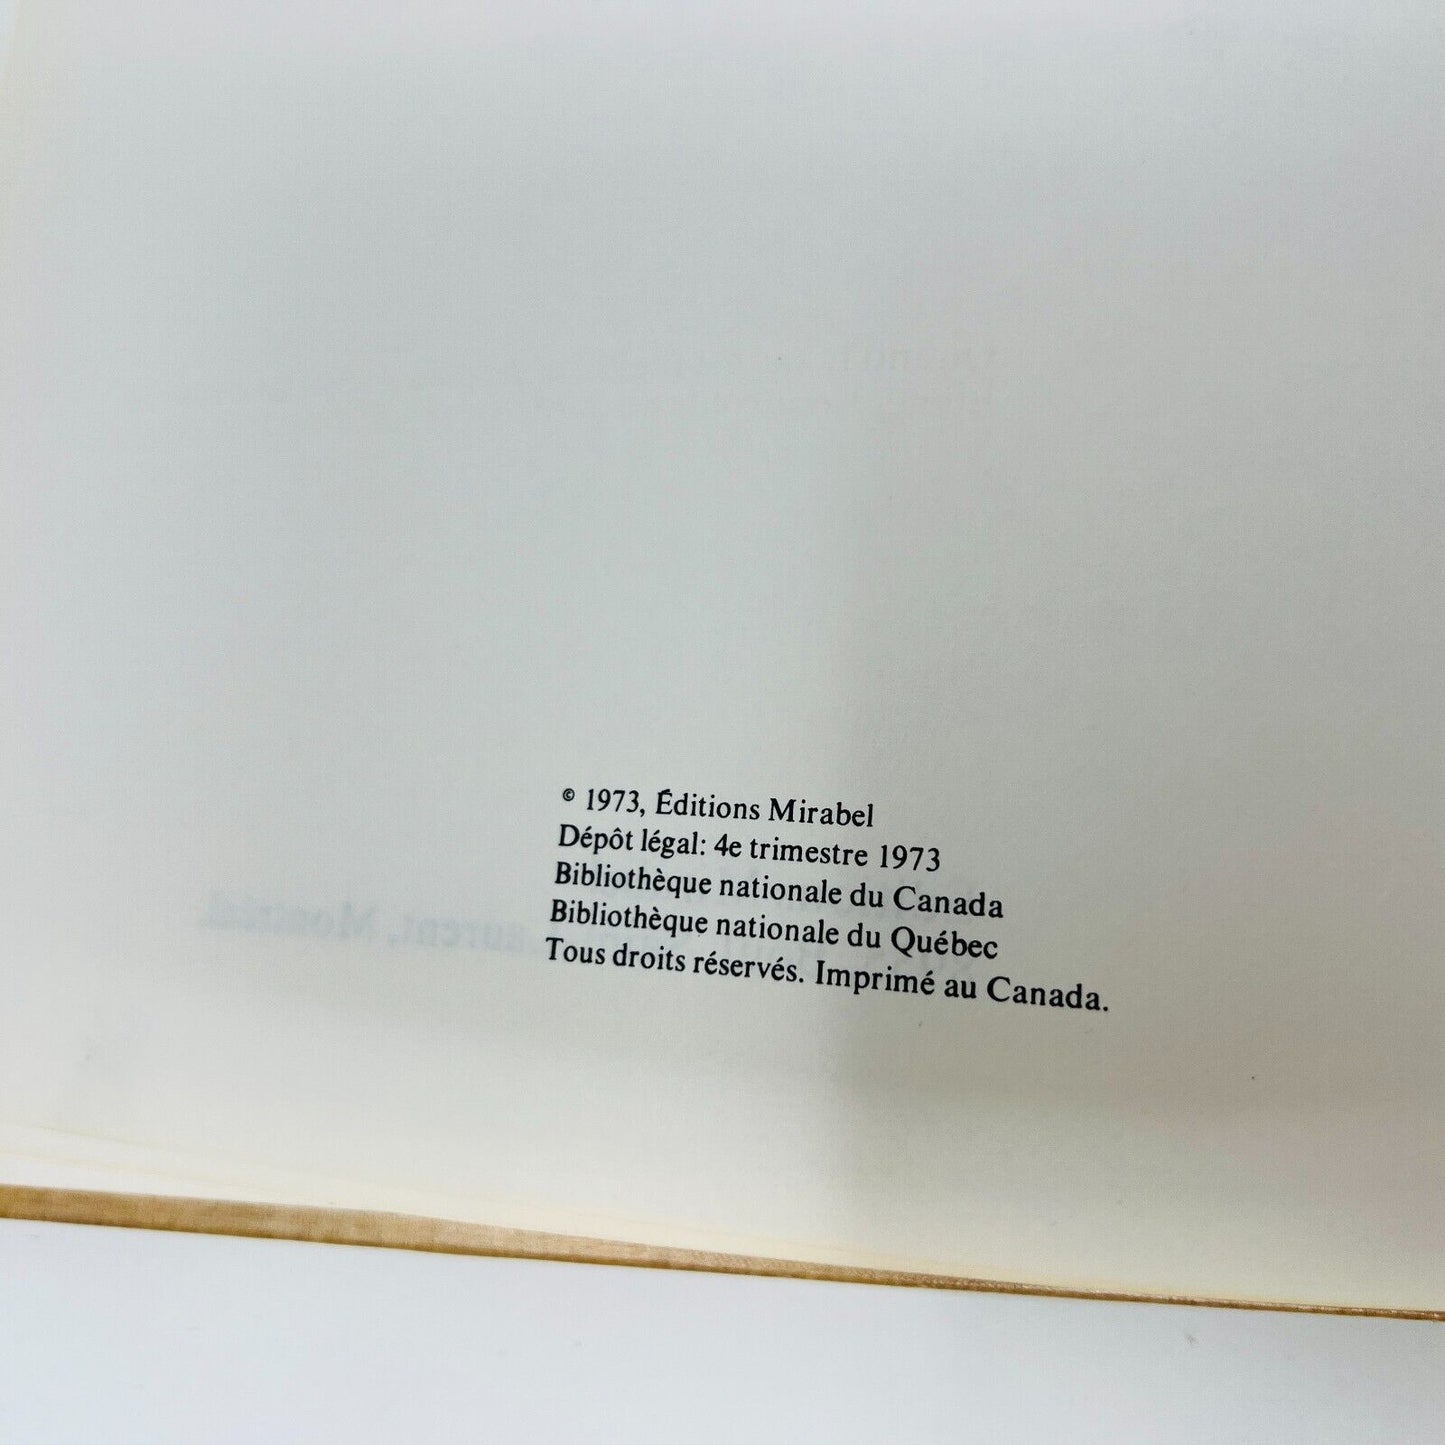 © 1973, Éditions Mirabel
Dépôt légal: 4e trimestre 1973
Bibliothèque nationale du Canada
Bibliothèque nationale du Québec
Tous droits réservés. Imprimé au Canada.